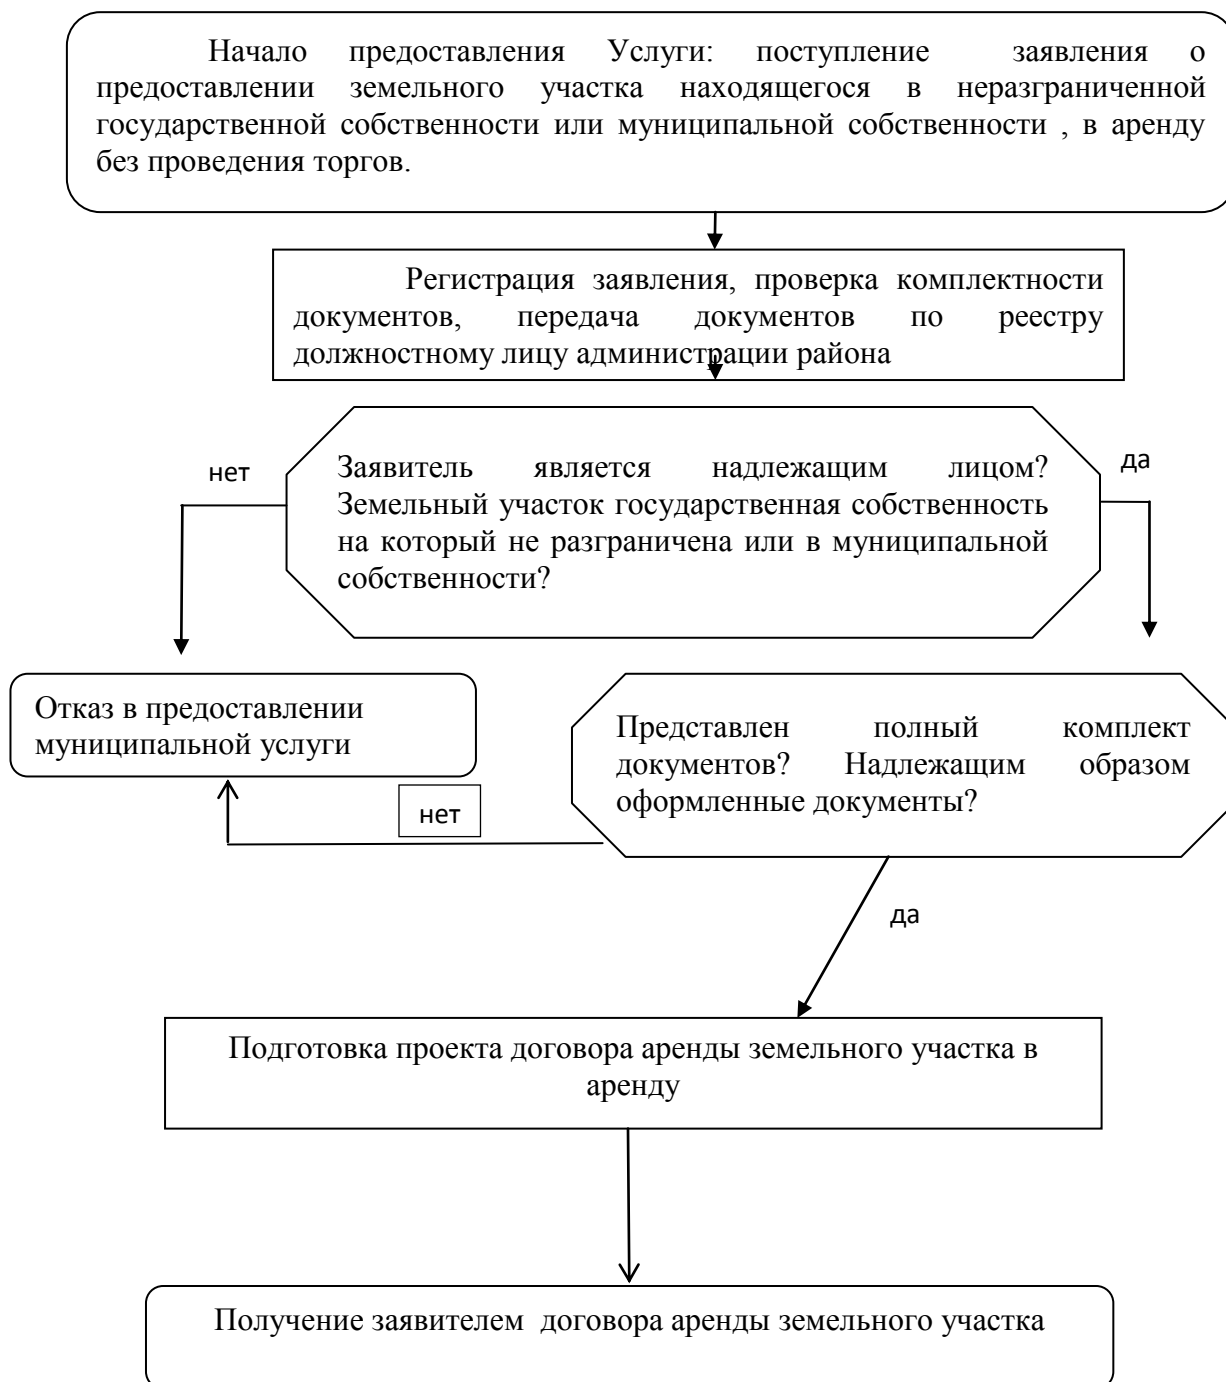 Начало предоставления Услуги: поступление заявления о
предоставлении земельного участка находящегося в неразграниченной
государственной собственности или муниципальной собственности , в аренду
без проведения торгов.
Регистрация заявления, проверка комплектности
документов, передача документов по реестру
должностному лицу администрации района
нет
да
Заявитель является надлежащим лицом?
Земельный участок государственная собственность
на который не разграничена или в муниципальной
собственности?
Отказ в предоставлении
муниципальной услуги
Представлен полный комплект
документов? Надлежащим образом
оформленные документы?
нет
да
Подготовка проекта договора аренды земельного участка в
аренду
Получение заявителем договора аренды земельного участка